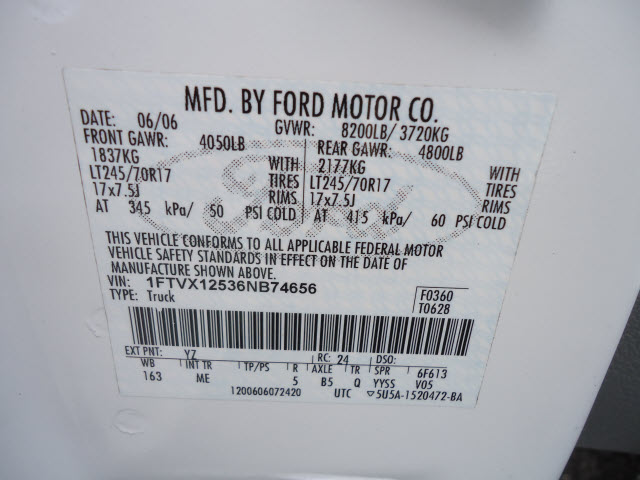 MFD. BY FORD MOTOR CO.
DATE: 06/06 GVWR: 8200LB/ 3720KG
FRONT GAWR: 4050LB REAR GAWR: 4800LB
1837KG WITH 2177KG WITH
LT245/70R17 TIRES LT245/70R17 TIRES
17x7.5J RIMS 17x7.5J RIMS
AT 345 kPa/ 50 PSI COLD AT 415 kPa/ 60 PSI COLD
Ford
THIS VEHICLE CONFORMS TO ALL APPLICABLE FEDERAL MOTOR
VEHICLE SAFETY STANDARDS IN EFFECT ON THE DATE OF
MANUFACTURE SHOWN ABOVE.
VIN: 1FTVX12536NB74656 F0360
TYPE: Truck T0628
EXT PNT: YZ RC: 24 DSO:
WB INT TR TP/PS R AXLE TR SPR 6F613
163 ME 5 B5 Q YYSS V05
1200606072420 UTC ▽5U5A-1520472-BA